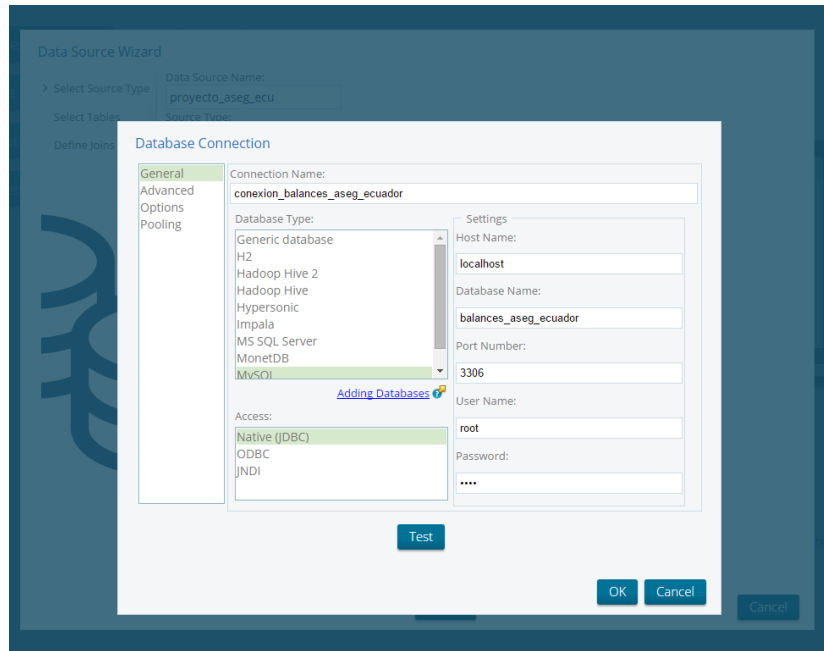 Data Source Wizard
Select Source Type
Select Tables
Define Joins
Data Source Name:
proyecto_aseg_ecu
Source Type:
Database Connection
General
Advanced
Options
Pooling
Connection Name:
conexion_balances_aseg_ecuador
Database Type:
Generic database
H2
Hadoop Hive 2
Hadoop Hive
Hypersonic
Impala
MS SQL Server
MonetDB
MySQL
Adding Databases
Access:
Native (JDBC)
ODBC
JNDI
Settings
Host Name:
localhost
Database Name:
balances_aseg_ecuador
Port Number:
3306
User Name:
root
Password:
••••
Test
OK
Cancel
Cancel